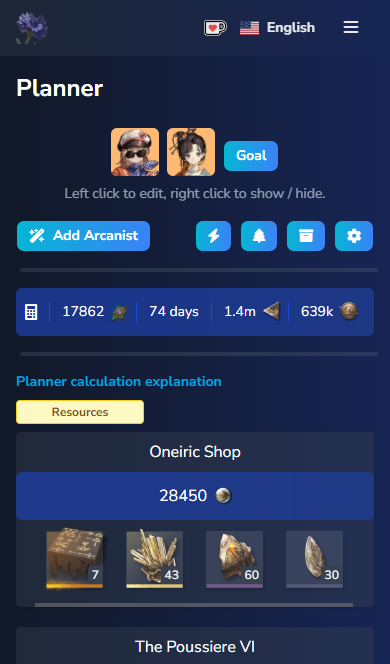 English
Planner
Goal
Left click to edit, right click to show / hide.
Add Arcanist
17862 74 days 1.4m 639k
Planner calculation explanation
Resources
Oneiric Shop
28450
7 43 60 30
The Poussiere VI